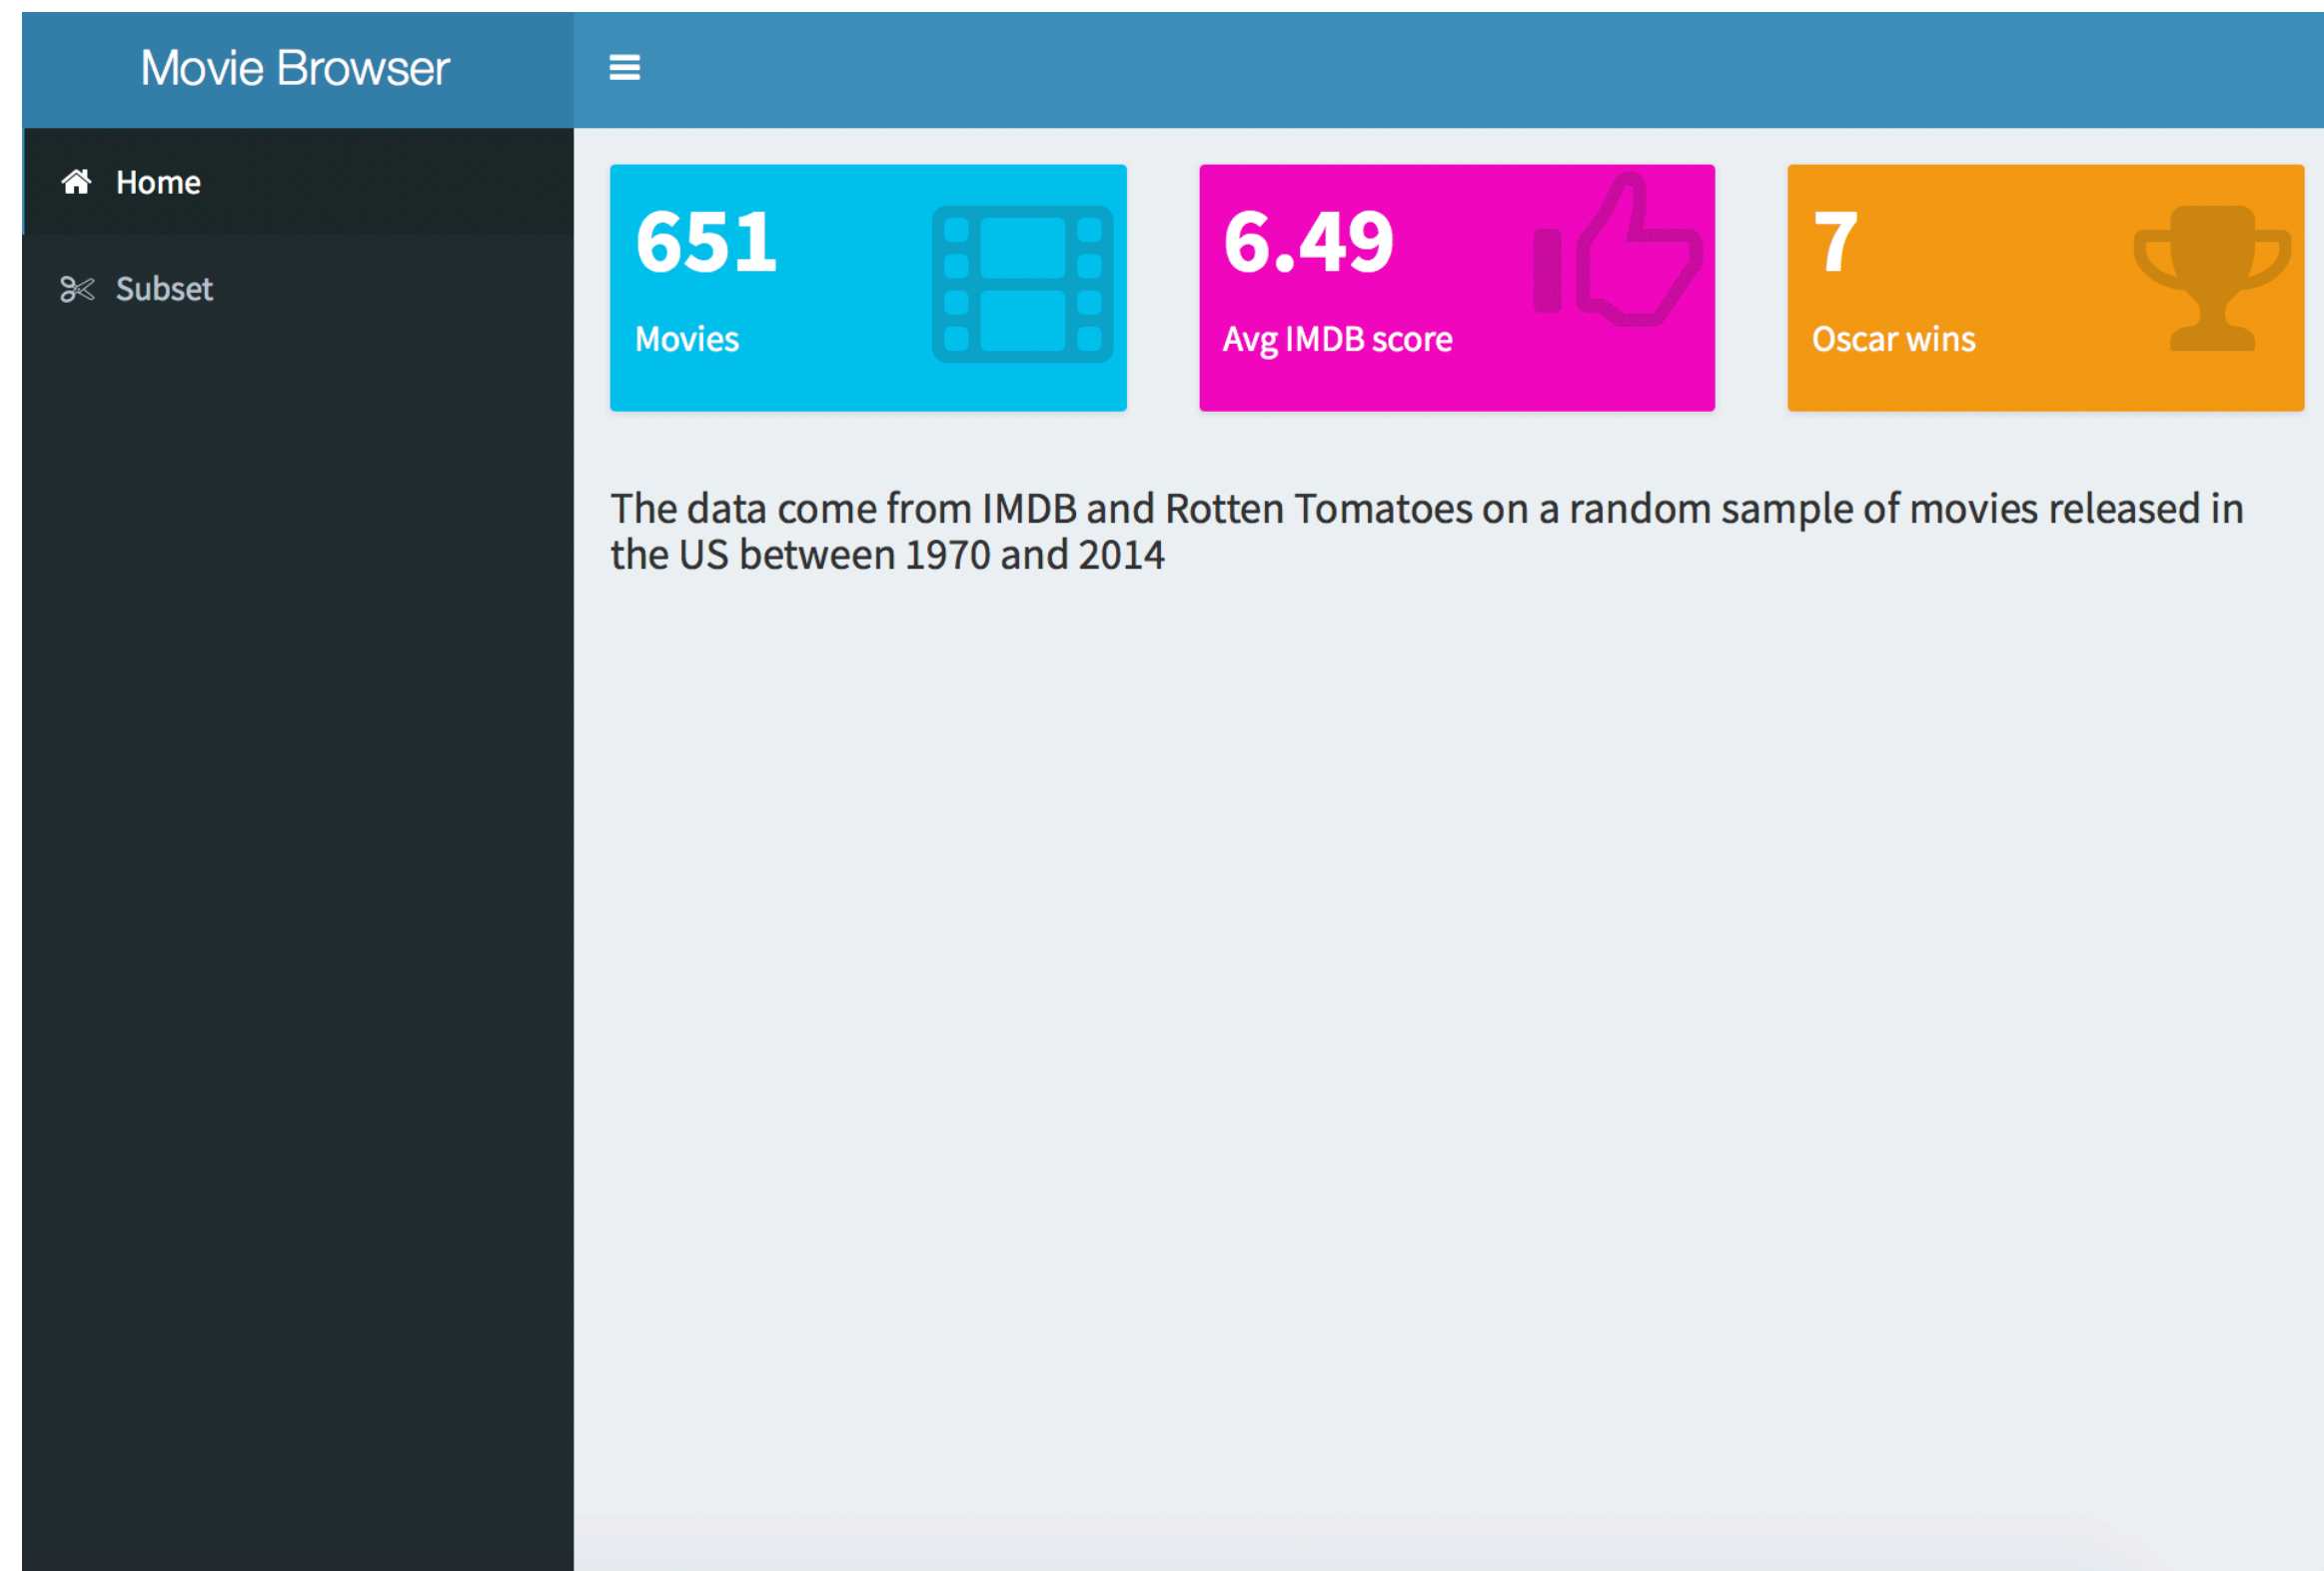 Movie Browser
Home
Subset
651
Movies
6.49
Avg IMDB score
7
Oscar wins
The data come from IMDB and Rotten Tomatoes on a random sample of movies released in
the US between 1970 and 2014